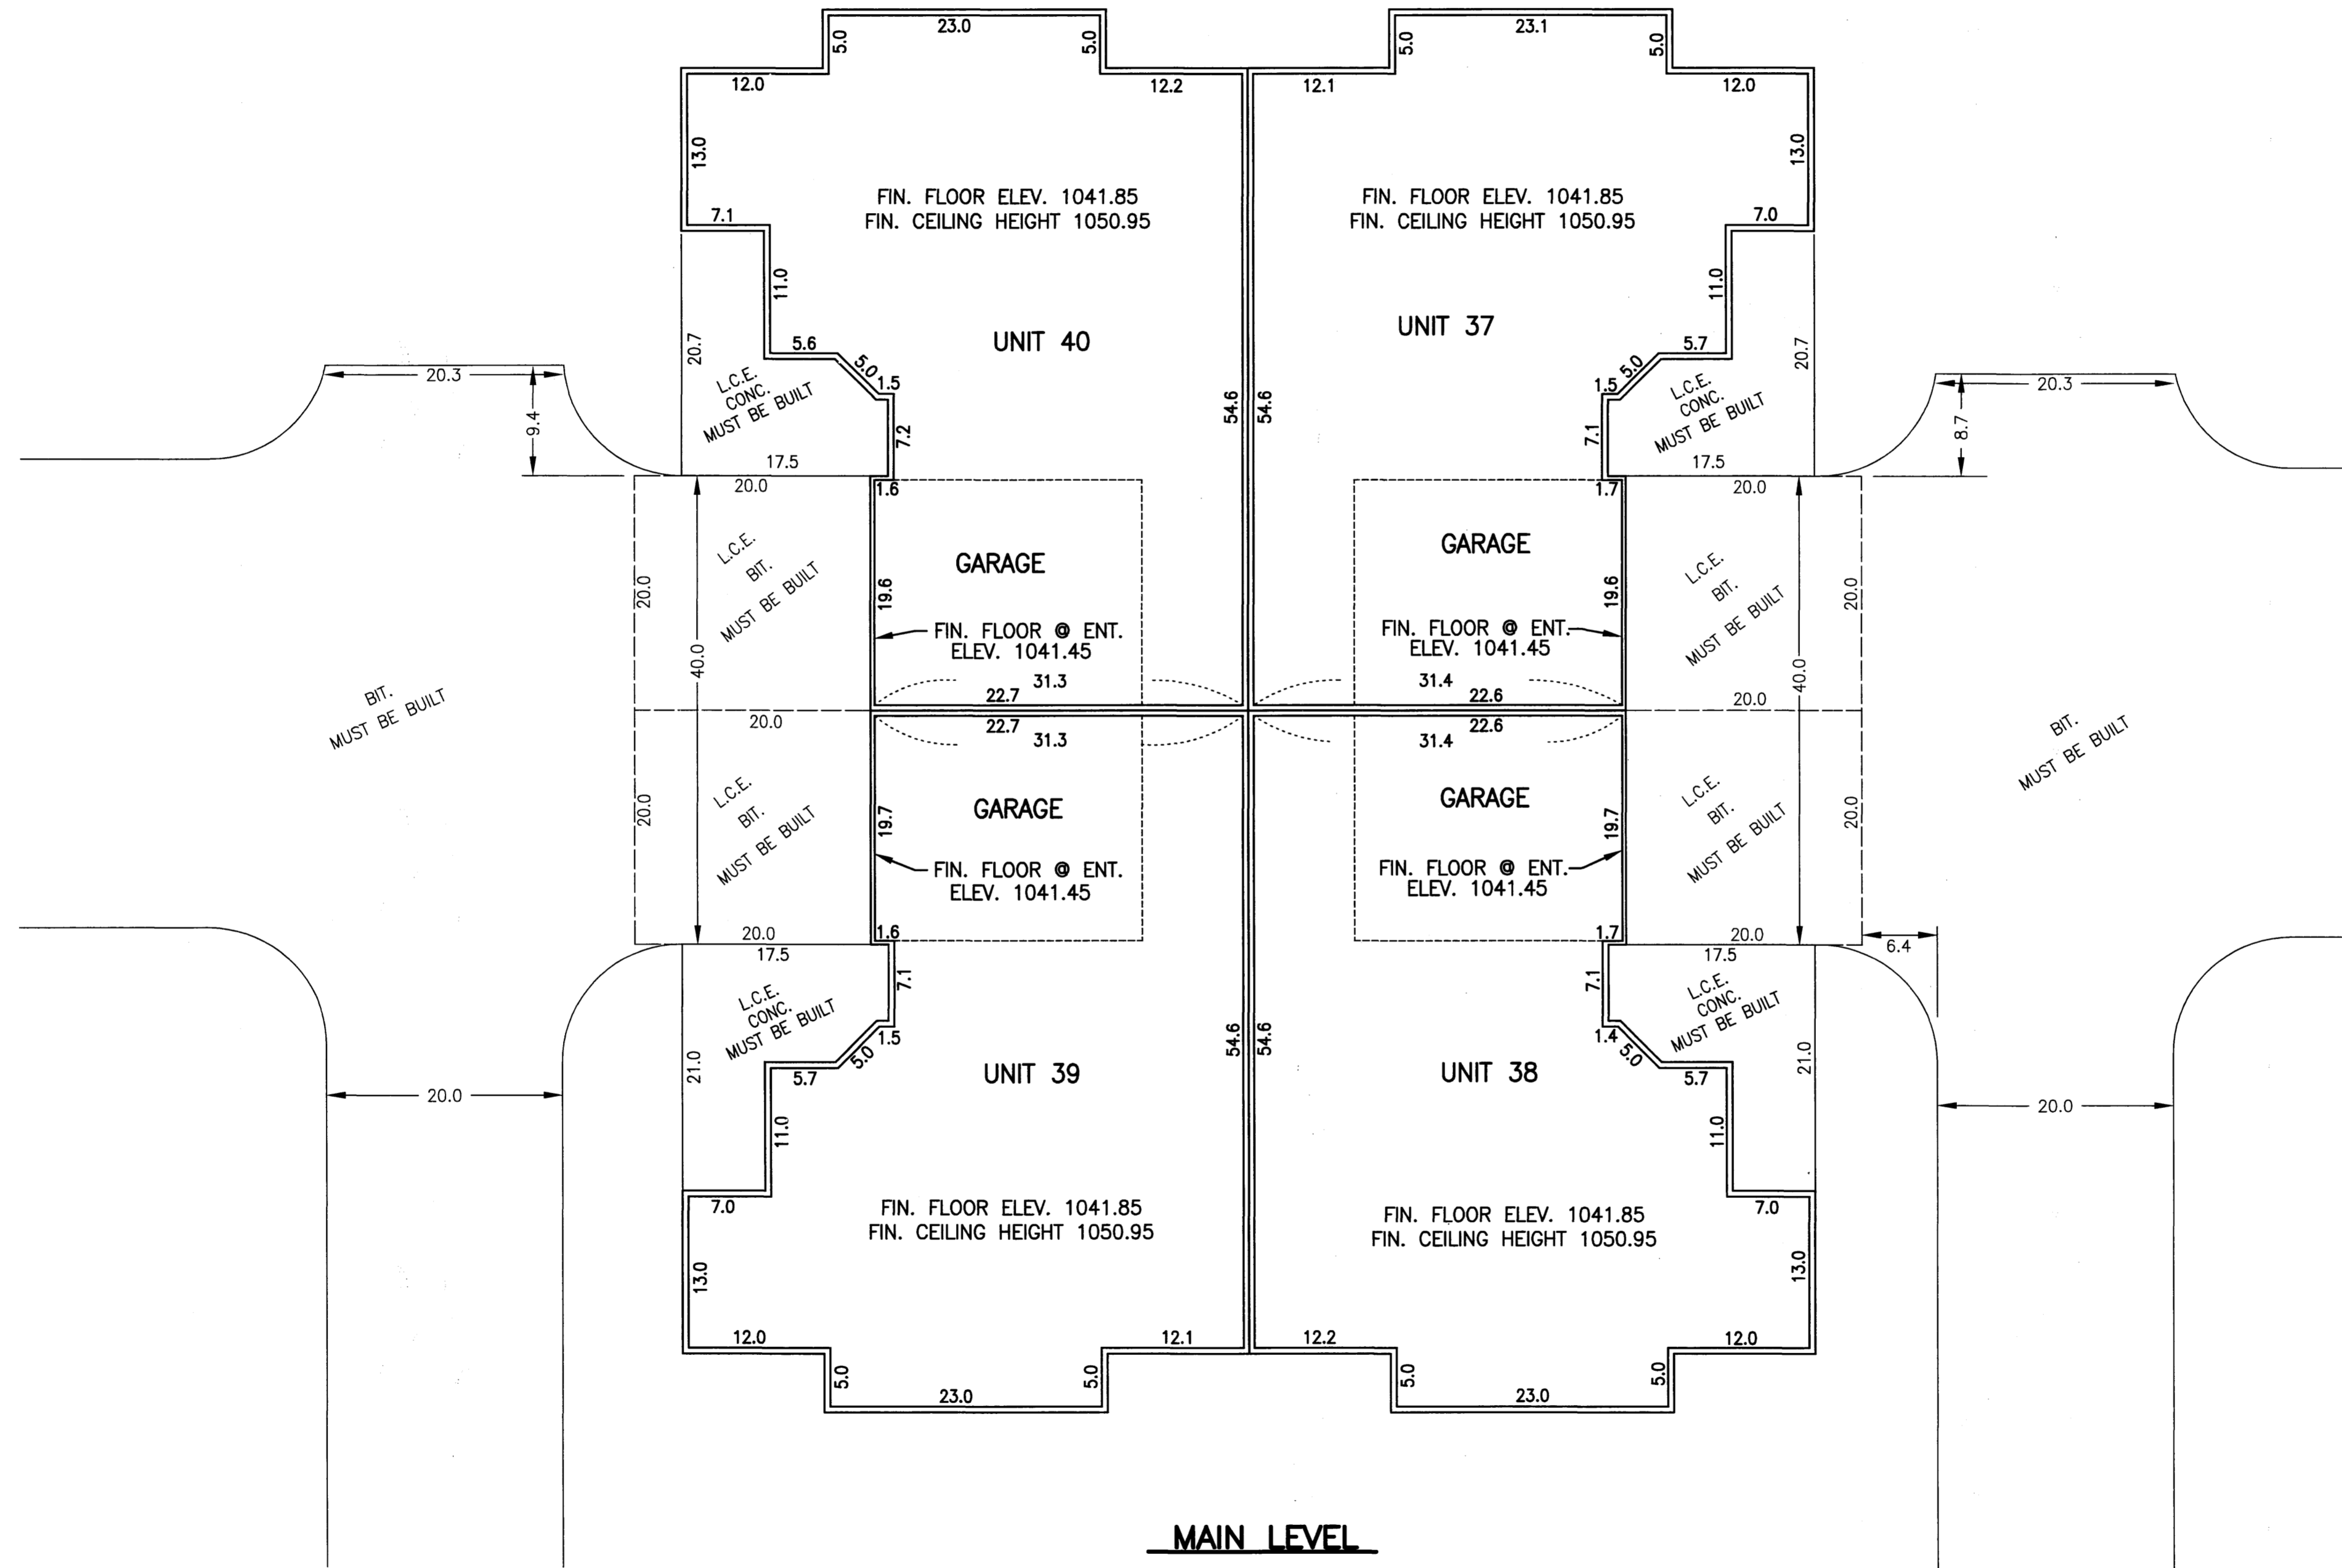 23.0
5.0
5.0
12.0
12.2
13.0
7.1
FIN. FLOOR ELEV. 1041.85
FIN. CEILING HEIGHT 1050.95
11.0
UNIT 40
5.6
5.0
1.5
7.2
54.6
20.7
L.C.E.
CONC.
MUST BE BUILT
17.5
23.1
5.0
5.0
12.1
12.0
13.0
7.0
FIN. FLOOR ELEV. 1041.85
FIN. CEILING HEIGHT 1050.95
11.0
UNIT 37
5.7
5.0
1.5
7.1
54.6
20.7
L.C.E.
CONC.
MUST BE BUILT
17.5
20.3
9.4
20.3
8.7
20.0
1.6
L.C.E.
BIT.
MUST BE BUILT
20.0
40.0
19.6
GARAGE
FIN. FLOOR @ ENT.
ELEV. 1041.45
31.3
22.7
1.7
20.0
GARAGE
19.6
FIN. FLOOR @ ENT.
ELEV. 1041.45
31.4
22.6
L.C.E.
BIT.
MUST BE BUILT
20.0
40.0
20.0
BIT.
MUST BE BUILT
BIT.
MUST BE BUILT
20.0
22.7
31.3
20.0
L.C.E.
BIT.
MUST BE BUILT
19.7
GARAGE
FIN. FLOOR @ ENT.
ELEV. 1041.45
20.0
1.6
22.6
31.4
GARAGE
19.7
FIN. FLOOR @ ENT.
ELEV. 1041.45
L.C.E.
BIT.
MUST BE BUILT
20.0
1.7
20.0
6.4
17.5
L.C.E.
CONC.
MUST BE BUILT
21.0
7.1
1.5
5.0
5.7
11.0
54.6
UNIT 39
7.0
FIN. FLOOR ELEV. 1041.85
FIN. CEILING HEIGHT 1050.95
13.0
12.0
12.1
5.0
5.0
23.0
17.5
L.C.E.
CONC.
MUST BE BUILT
21.0
7.1
1.4
5.0
5.7
11.0
54.6
UNIT 38
7.0
FIN. FLOOR ELEV. 1041.85
FIN. CEILING HEIGHT 1050.95
13.0
12.2
12.0
5.0
5.0
23.0
20.0
20.0
MAIN LEVEL